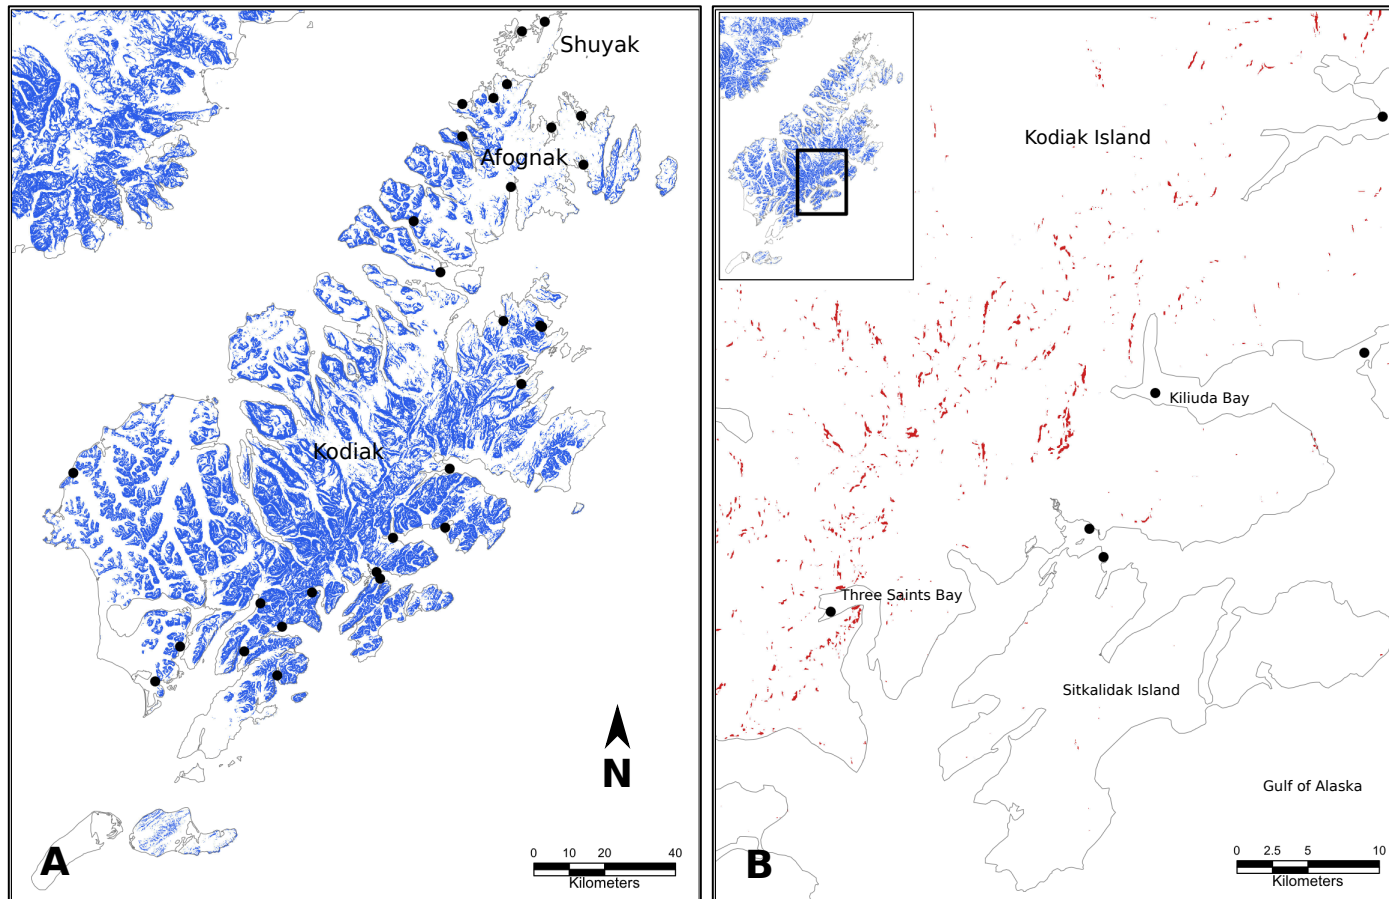 Shuyak
Afognak
Kodiak
N
A
0 10 20 40
Kilometers
Kodiak Island
Kiliuda Bay
Three Saints Bay
Sitkalidak Island
Gulf of Alaska
B
0 2.5 5 10
Kilometers